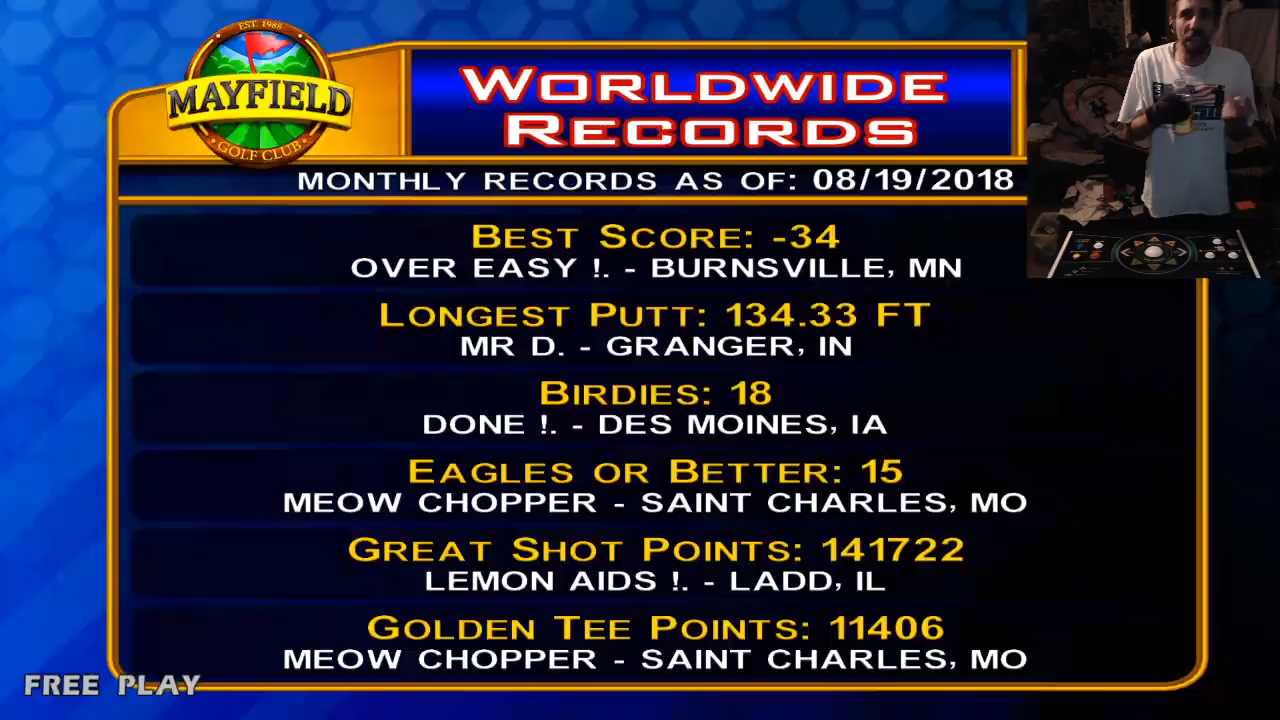 EST. 1988
MAYFIELD
GOLF CLUB
WORLDWIDE
RECORDS
MONTHLY RECORDS AS OF: 08/19/2018
BEST SCORE: -34
OVER EASY !. - BURNSVILLE, MN
LONGEST PUTT: 134.33 FT
MR D. - GRANGER, IN
BIRDIES: 18
DONE !. - DES MOINES, IA
EAGLES OR BETTER: 15
MEOW CHOPPER - SAINT CHARLES, MO
GREAT SHOT POINTS: 141722
LEMON AIDS !. - LADD, IL
GOLDEN TEE POINTS: 11406
MEOW CHOPPER - SAINT CHARLES, MO
FREE PLAY